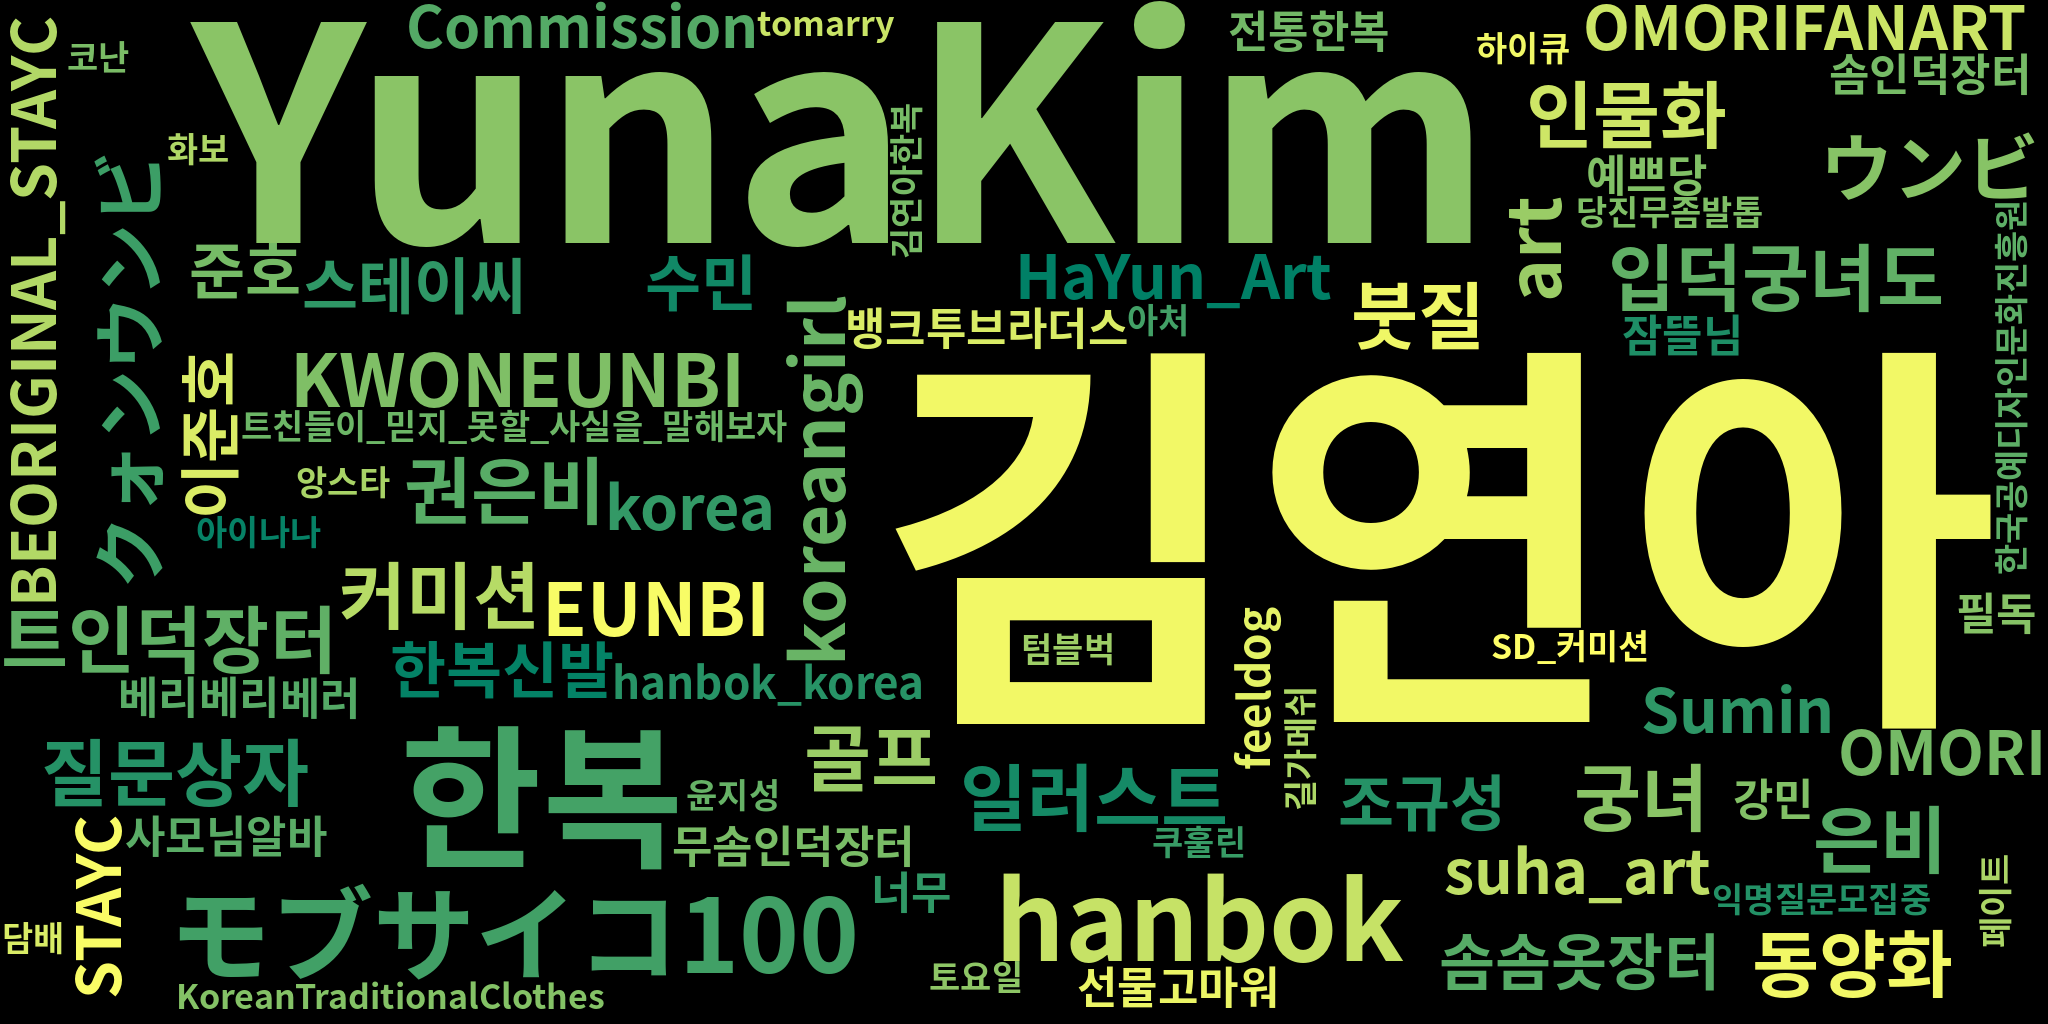 Commission
tomarry
전통한복
하이큐
OMORIFANART
코난
YunaKim
솜인덕장터
인물화
화보
김연아한복
예쁘당
ウンビ
당진무좀발톱
art
BEORIGINAL_STAYC
クォンウンビ
준호
스테이씨
수민
HaYun_Art
입덕궁녀도
붓질
뱅크투브라더스
아처
잠뜰님
한국공예디자인문화진흥원
koreangirl
KWONEUNBI
이준호
트친들이_믿지_못할_사실을_말해보자
김연아
앙스타
권은비
korea
아이나나
커미션
EUNBI
트인덕장터
필독
feeldog
텀블벅
SD_커미션
한복신발
hanbok_korea
베리베리베러
길가메쉬
Sumin
한복
골프
OMORI
질문상자
윤지성
일러스트
조규성
궁녀
강민
은비
사모님알바
무솜인덕장터
쿠훌린
STAYC
suha_art
너무
hanbok
익명질문모집중
페이트
モブサイコ100
담배
솜솜옷장터
동양화
토요일
선물고마워
KoreanTraditionalClothes